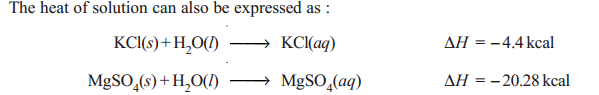 The heat of solution can also be expressed as :
KCl(s) + H₂O(l) ⟶ KCl(aq) ΔH = – 4.4 kcal
MgSO₄(s) + H₂O(l) ⟶ MgSO₄(aq) ΔH = – 20.28 kcal